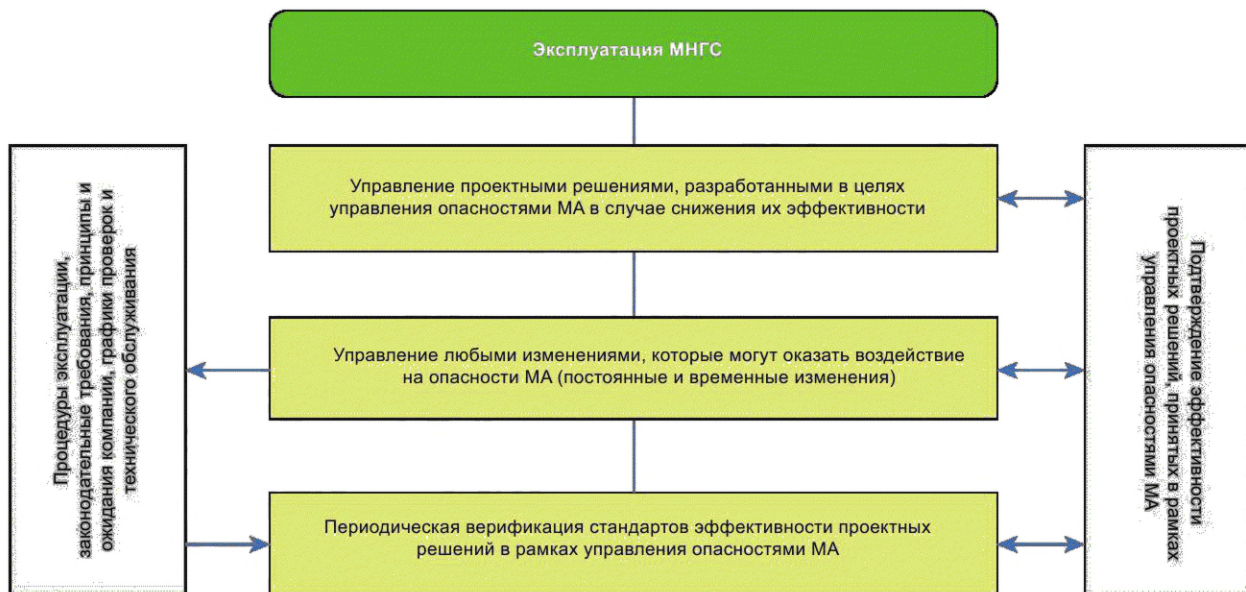 Эксплуатация МНГС
Процедуры эксплуатации,
законодательные требования, принципы и
ожидания компании, графики проверок и
технического обслуживания
Управление проектными решениями, разработанными в целях
управления опасностями МА в случае снижения их эффективности
Управление любыми изменениями, которые могут оказать воздействие
на опасности МА (постоянные и временные изменения)
Периодическая верификация стандартов эффективности проектных
решений в рамках управления опасностями МА
Подтверждение эффективности
проектных решений, принятых в рамках
управления опасностями МА